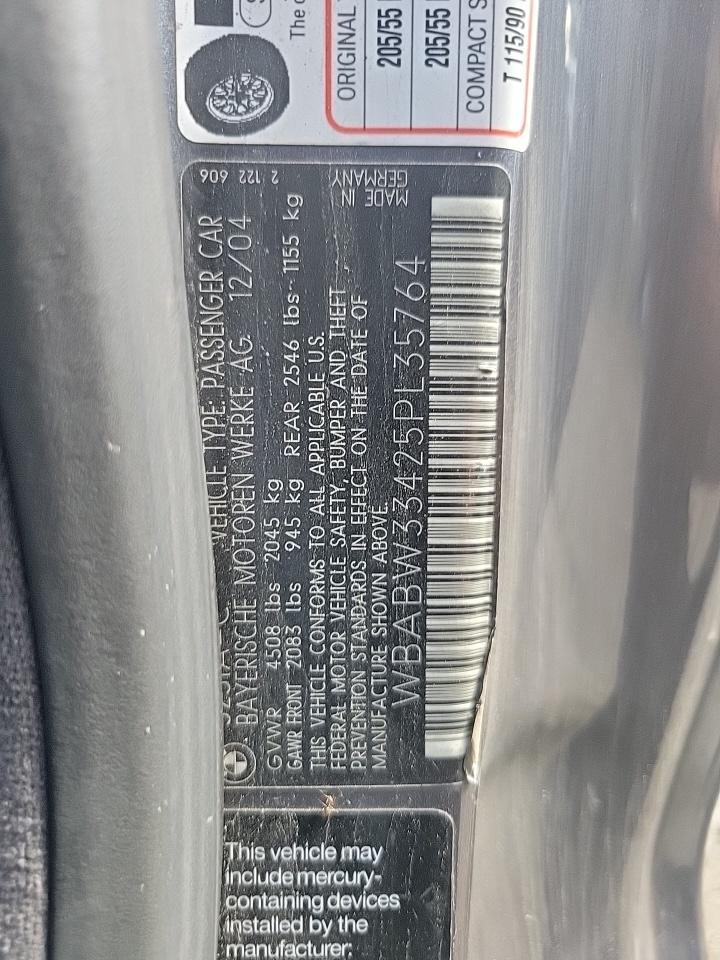 ORIGINAL
205/55
205/55
COMPACT S
T 115/90
The
VEHICLE TYPE: PASSENGER CAR
BAYERISCHE MOTOREN WERKE AG. 12/04
GVWR 4508 lbs 2045 kg
GAWR FRONT 2083 lbs 945 kg REAR 2546 lbs 1155 kg
THIS VEHICLE CONFORMS TO ALL APPLICABLE U.S.
FEDERAL MOTOR VEHICLE SAFETY, BUMPER AND THEFT
PREVENTION STANDARDS IN EFFECT ON THE DATE OF
MANUFACTURE SHOWN ABOVE.
WBABW33425PL35764
2 122 606
MADE IN
GERMANY
This vehicle may
include mercury-
containing devices
installed by the
manufacturer: